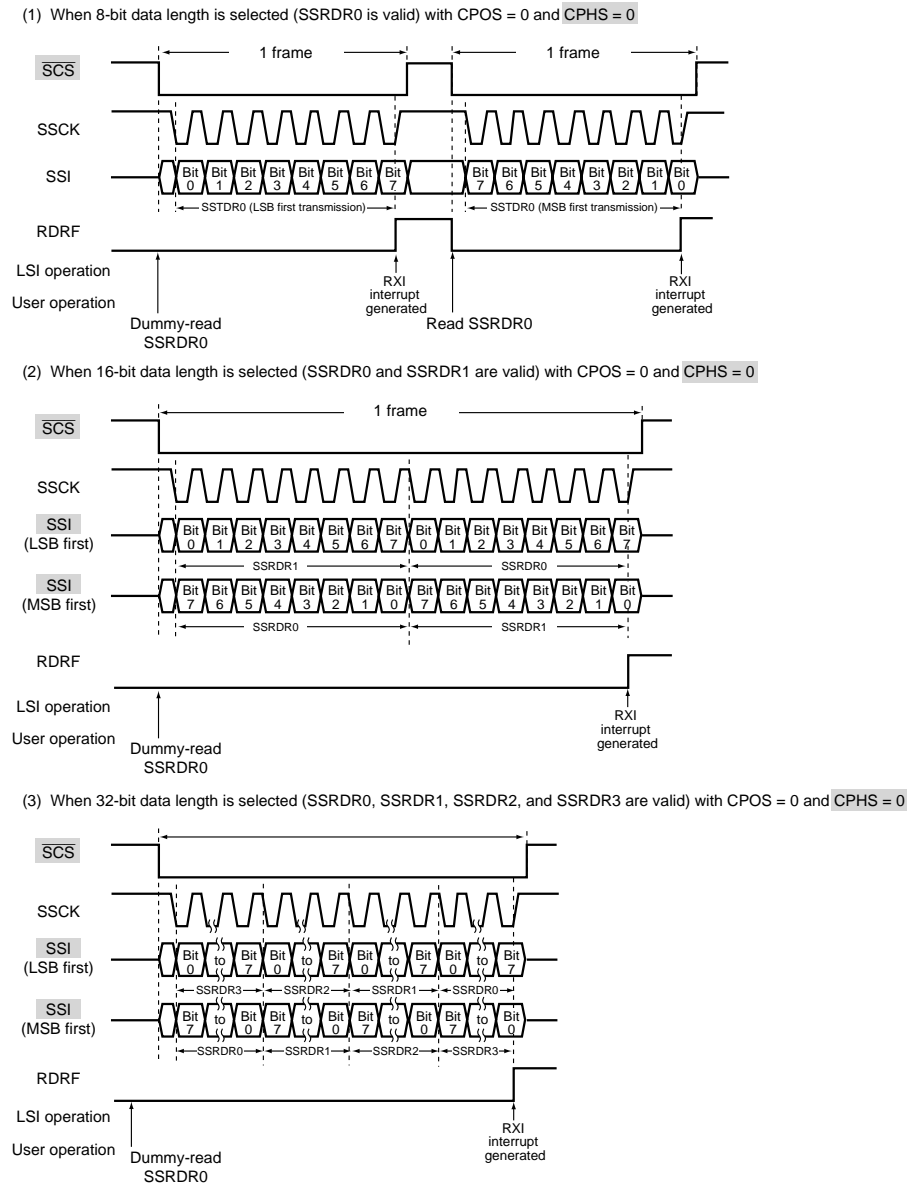 (1) When 8-bit data length is selected (SSRDR0 is valid) with CPOS = 0 and CPHS = 0
1 frame
1 frame
SCS
SSCK
SSI
Bit 0 Bit 1 Bit 2 Bit 3 Bit 4 Bit 5 Bit 6 Bit 7 Bit 7 Bit 6 Bit 5 Bit 4 Bit 3 Bit 2 Bit 1 Bit 0
SSTDR0 (LSB first transmission)
SSTDR0 (MSB first transmission)
RDRF
LSI operation
User operation
Dummy-read
SSRDR0
RXI
interrupt
generated
Read SSRDR0
RXI
interrupt
generated
(2) When 16-bit data length is selected (SSRDR0 and SSRDR1 are valid) with CPOS = 0 and CPHS = 0
1 frame
SCS
SSCK
SSI
(LSB first)
Bit 0 Bit 1 Bit 2 Bit 3 Bit 4 Bit 5 Bit 6 Bit 7 Bit 0 Bit 1 Bit 2 Bit 3 Bit 4 Bit 5 Bit 6 Bit 7
SSRDR1
SSRDR0
SSI
(MSB first)
Bit 7 Bit 6 Bit 5 Bit 4 Bit 3 Bit 2 Bit 1 Bit 0 Bit 7 Bit 6 Bit 5 Bit 4 Bit 3 Bit 2 Bit 1 Bit 0
SSRDR0
SSRDR1
RDRF
LSI operation
User operation
Dummy-read
SSRDR0
RXI
interrupt
generated
(3) When 32-bit data length is selected (SSRDR0, SSRDR1, SSRDR2, and SSRDR3 are valid) with CPOS = 0 and CPHS = 0
SCS
SSCK
SSI
(LSB first)
Bit 0 to Bit 7 Bit 0 to Bit 7 Bit 0 to Bit 7 Bit 0 to Bit 7
SSRDR3 SSRDR2 SSRDR1 SSRDR0
SSI
(MSB first)
Bit 7 to Bit 0 Bit 7 to Bit 0 Bit 7 to Bit 0 Bit 7 to Bit 0
SSRDR0 SSRDR1 SSRDR2 SSRDR3
RDRF
LSI operation
User operation
Dummy-read
SSRDR0
RXI
interrupt
generated